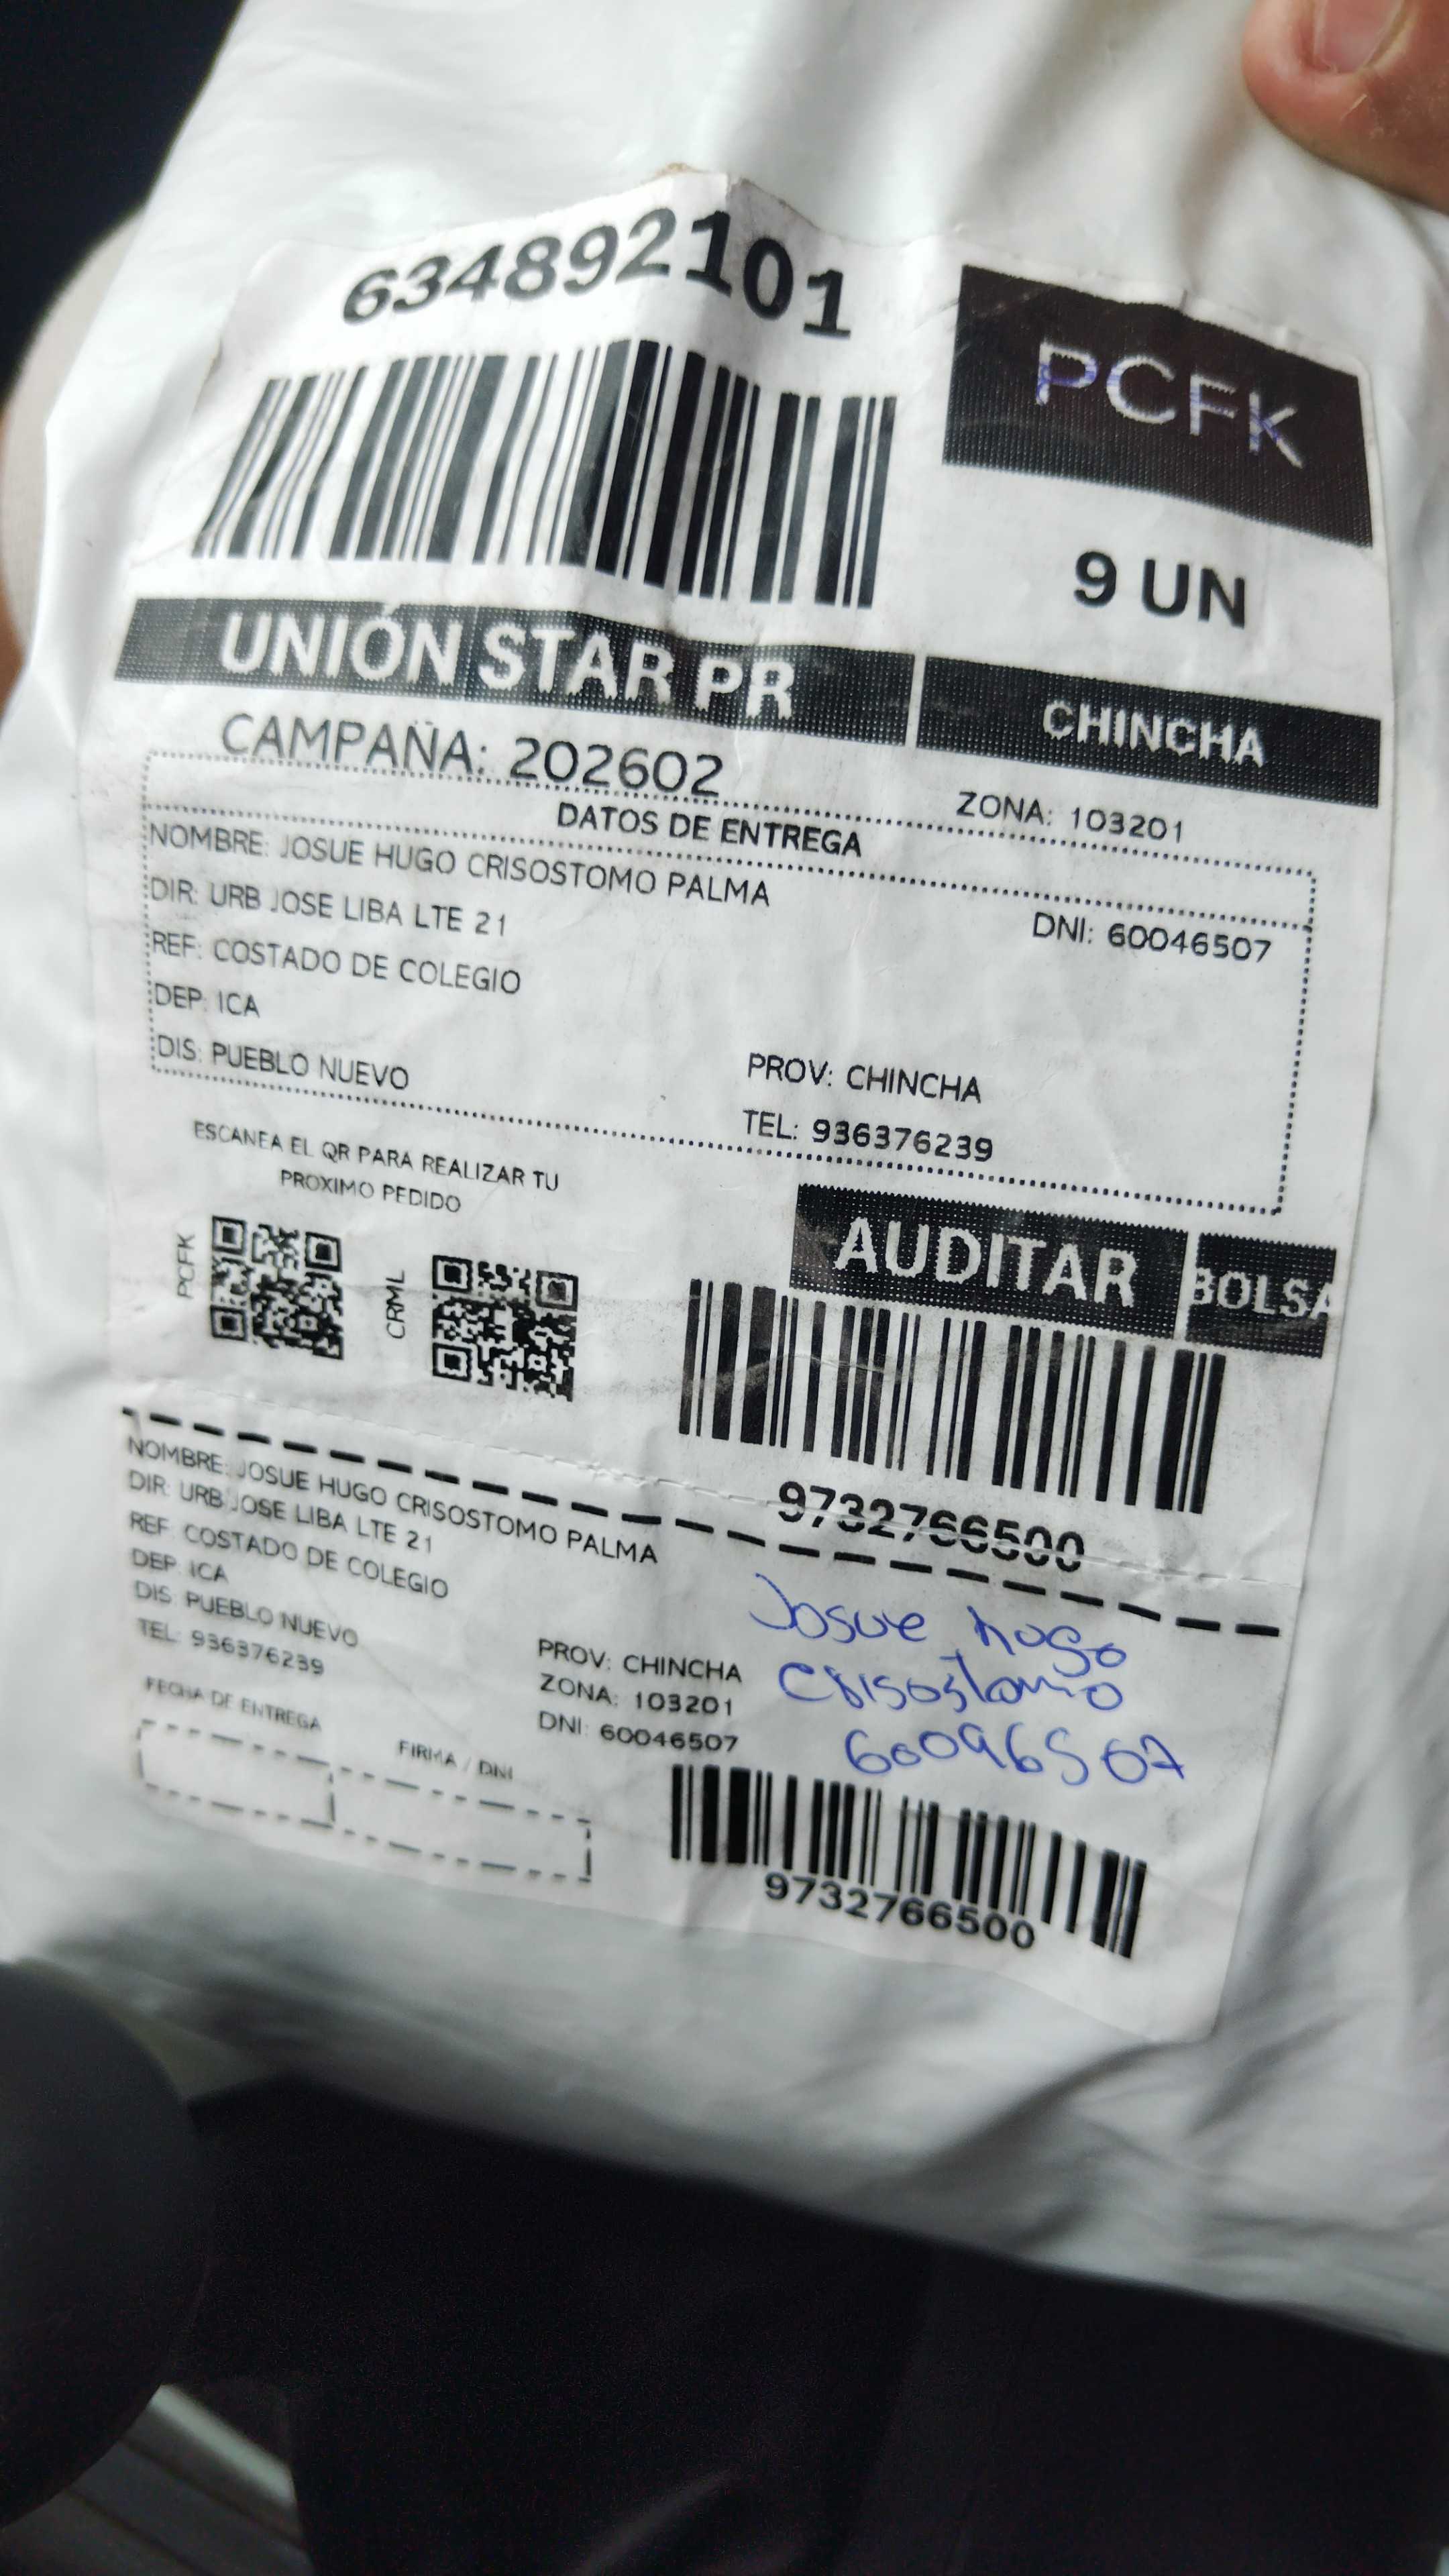 634892101
PCFK
9 UN
UNIÓN STAR PR
CHINCHA
CAMPAÑA: 202602
ZONA: 103201
DATOS DE ENTREGA
NOMBRE: JOSUE HUGO CRISOSTOMO PALMA
DNI: 60046507
DIR: URB JOSE LIBA LTE 21
REF: COSTADO DE COLEGIO
DEP: ICA
PROV: CHINCHA
DIS: PUEBLO NUEVO
TEL: 936376239
ESCANEA EL QR PARA REALIZAR TU
PROXIMO PEDIDO
PCFK
CRML
AUDITAR
BOLSA
9732766500
NOMBRE: JOSUE HUGO CRISOSTOMO PALMA
DIR: URB JOSE LIBA LTE 21
REF: COSTADO DE COLEGIO
DEP: ICA
DIS: PUEBLO NUEVO
PROV: CHINCHA
TEL: 936376239
ZONA: 103201
DNI: 60046507
FECHA DE ENTREGA
FIRMA / DNI
Josue hugo
Crisostomo
60046507
9732766500